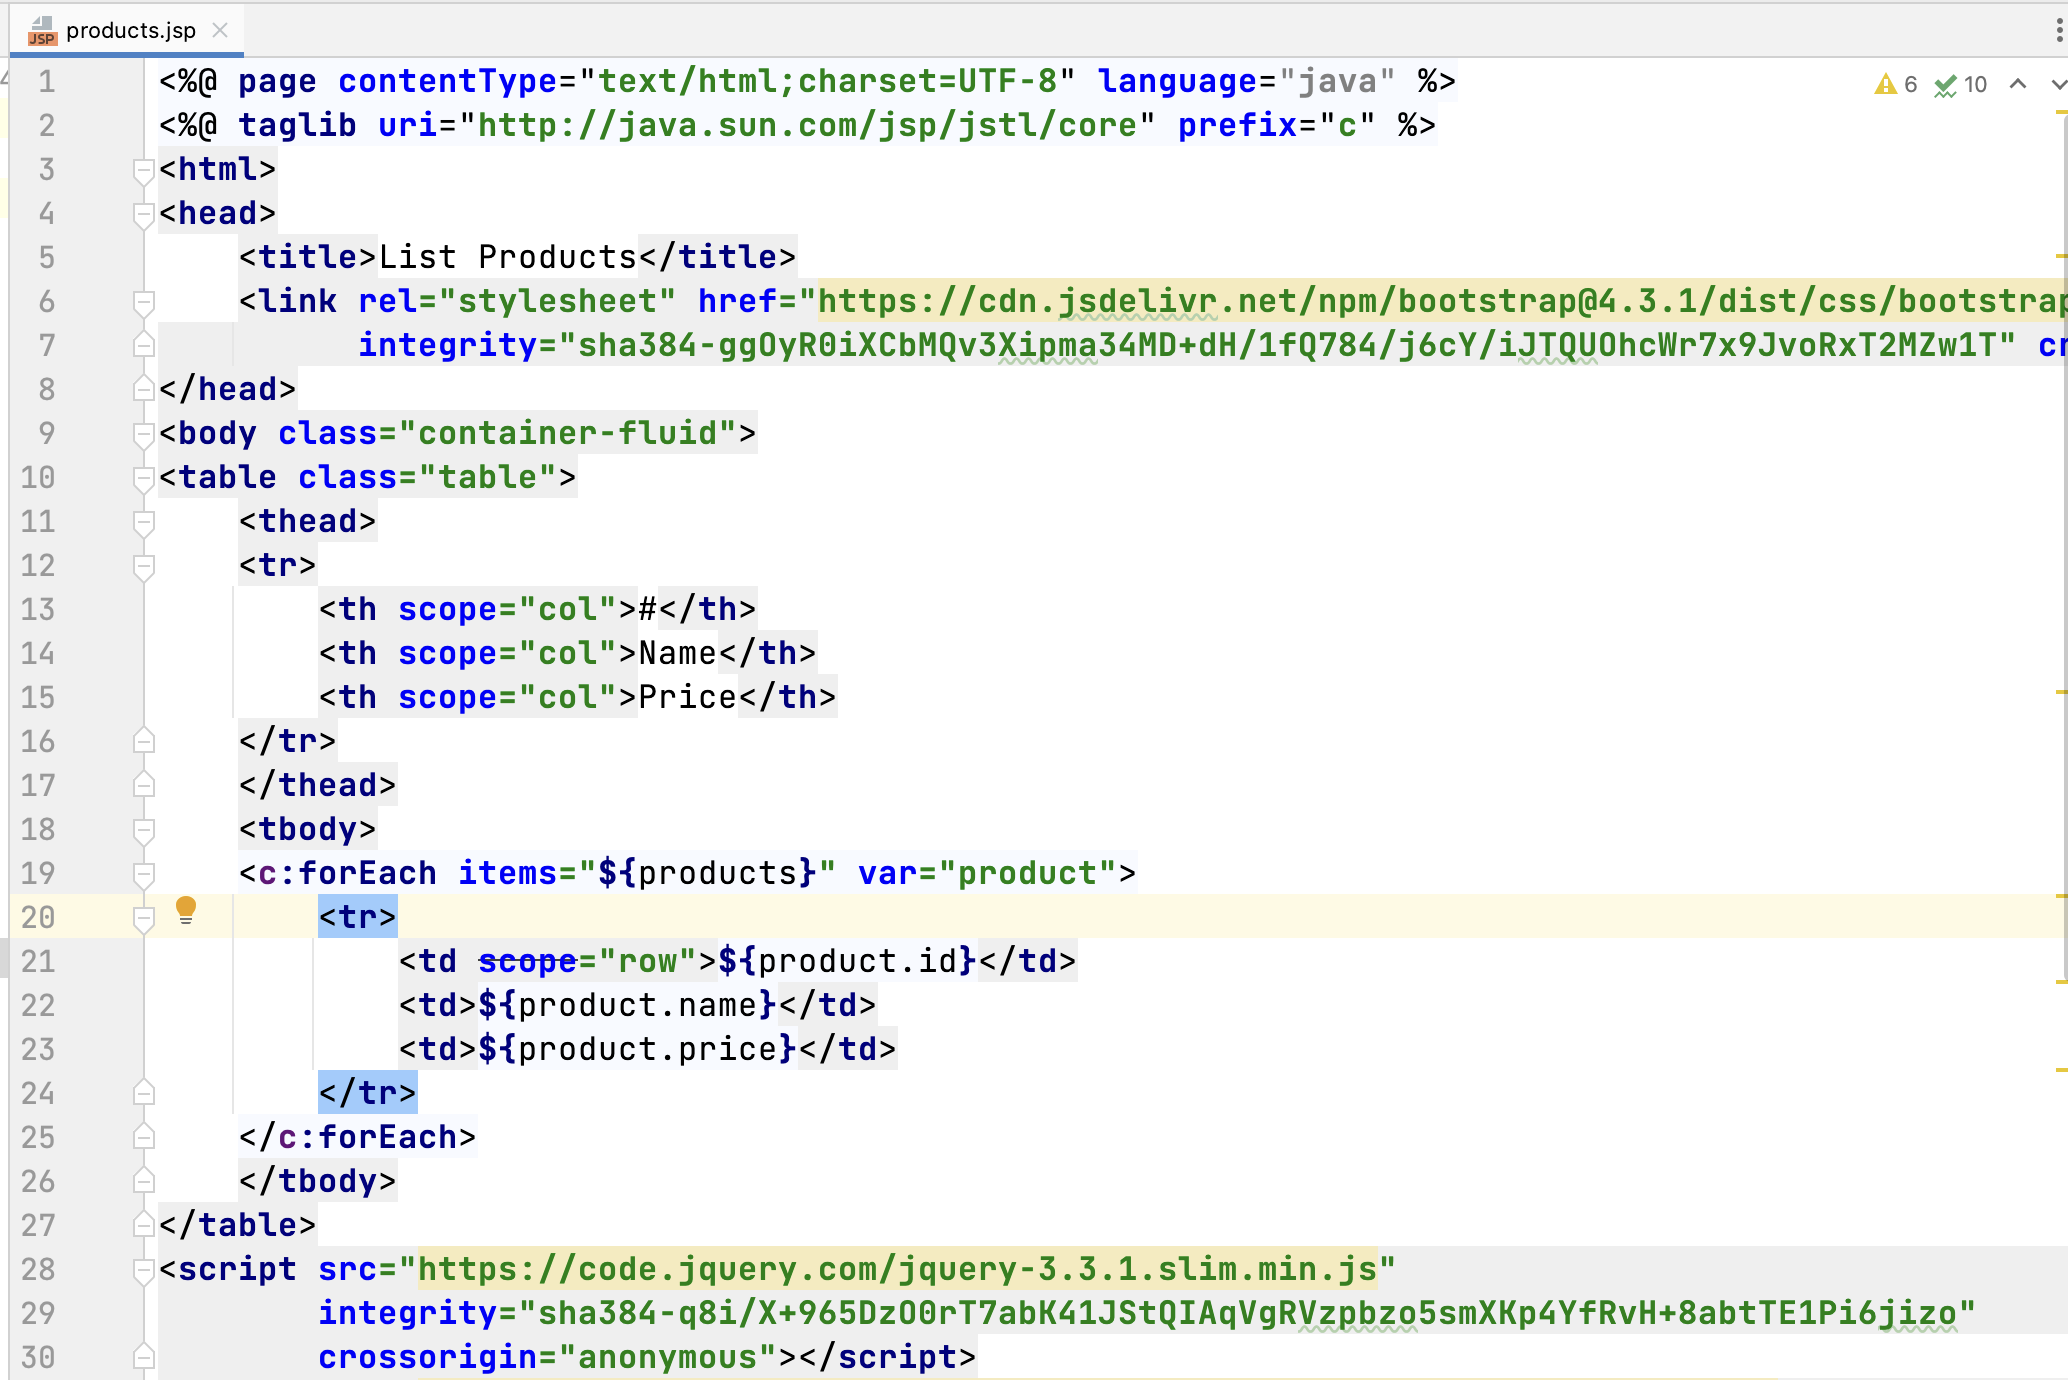 JSP products.jsp
6 10
1 <%@ page contentType="text/html;charset=UTF-8" language="java" %>
2 <%@ taglib uri="http://java.sun.com/jsp/jstl/core" prefix="c" %>
3 <html>
4 <head>
5 <title>List Products</title>
6 <link rel="stylesheet" href="https://cdn.jsdelivr.net/npm/bootstrap@4.3.1/dist/css/bootstrap
7 integrity="sha384-ggOyR0iXCbMQv3Xipma34MD+dH/1fQ784/j6cY/iJTQUOhcWr7x9JvoRxT2MZw1T" cr
8 </head>
9 <body class="container-fluid">
10 <table class="table">
11 <thead>
12 <tr>
13 <th scope="col">#</th>
14 <th scope="col">Name</th>
15 <th scope="col">Price</th>
16 </tr>
17 </thead>
18 <tbody>
19 <c:forEach items="${products}" var="product">
20 <tr>
21 <td scope="row">${product.id}</td>
22 <td>${product.name}</td>
23 <td>${product.price}</td>
24 </tr>
25 </c:forEach>
26 </tbody>
27 </table>
28 <script src="https://code.jquery.com/jquery-3.3.1.slim.min.js"
29 integrity="sha384-q8i/X+965DzO0rT7abK41JStQIAqVgRVzpbzo5smXKp4YfRvH+8abtTE1Pi6jizo"
30 crossorigin="anonymous"></script>